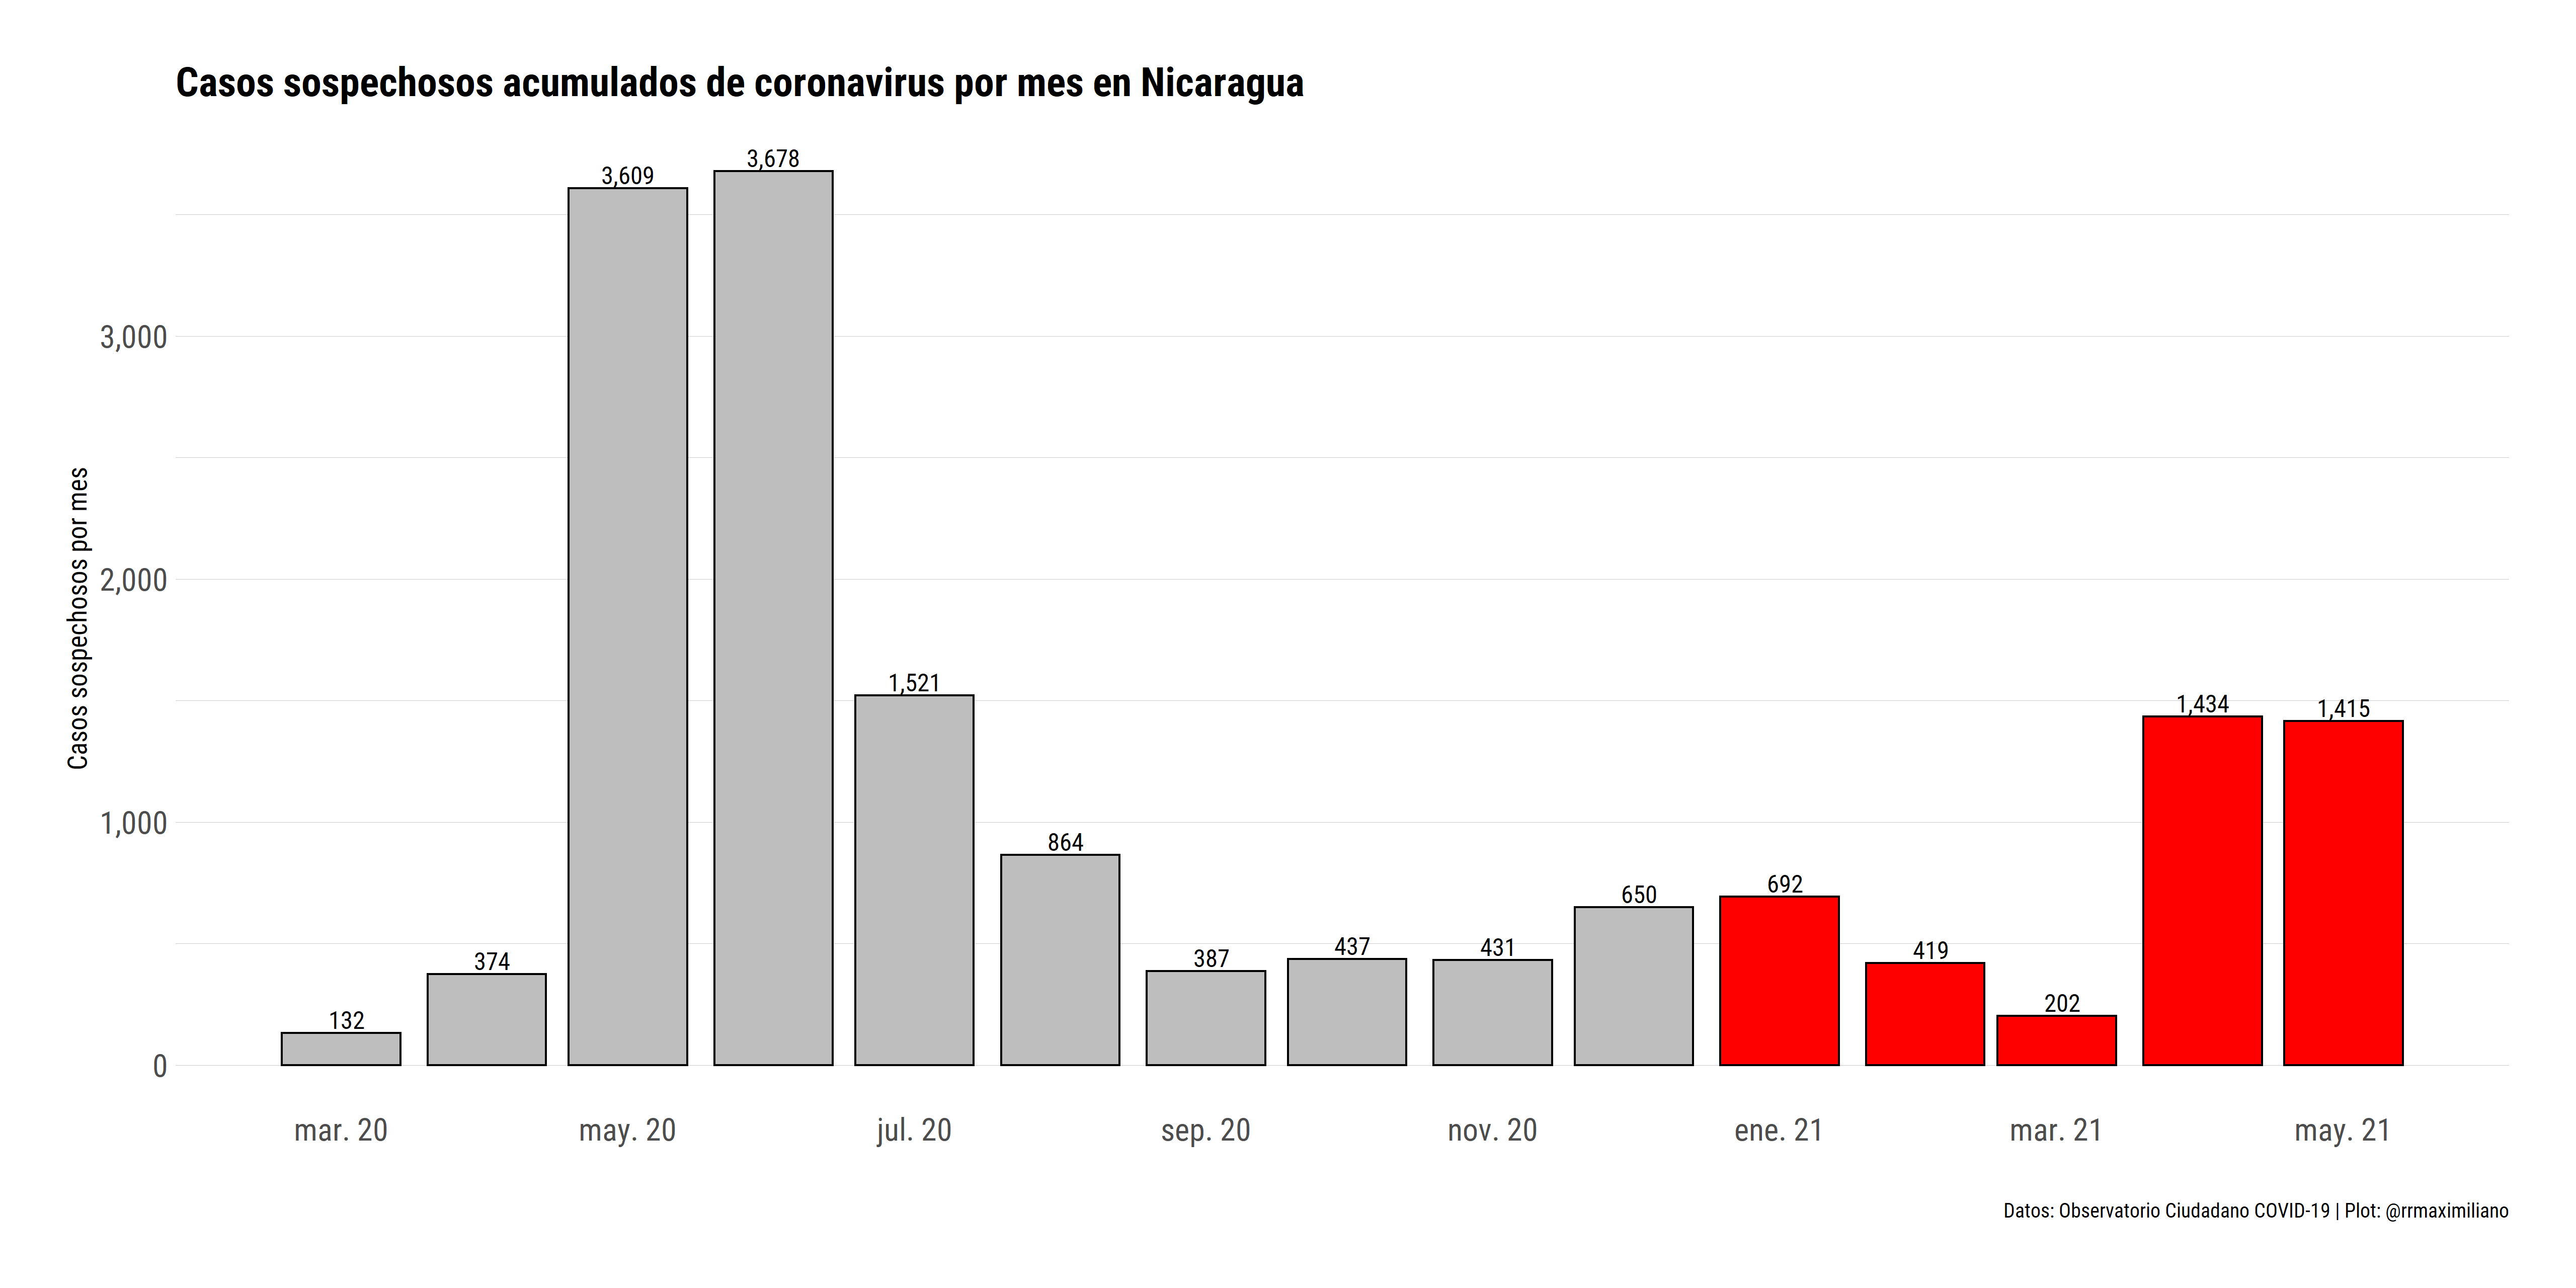 Casos sospechosos acumulados de coronavirus por mes en Nicaragua
Casos sospechosos por mes
3,000
2,000
1,000
0
132
374
3,609
3,678
1,521
864
387
437
431
650
692
419
202
1,434
1,415
mar. 20
may. 20
jul. 20
sep. 20
nov. 20
ene. 21
mar. 21
may. 21
Datos: Observatorio Ciudadano COVID-19 | Plot: @rrmaximiliano